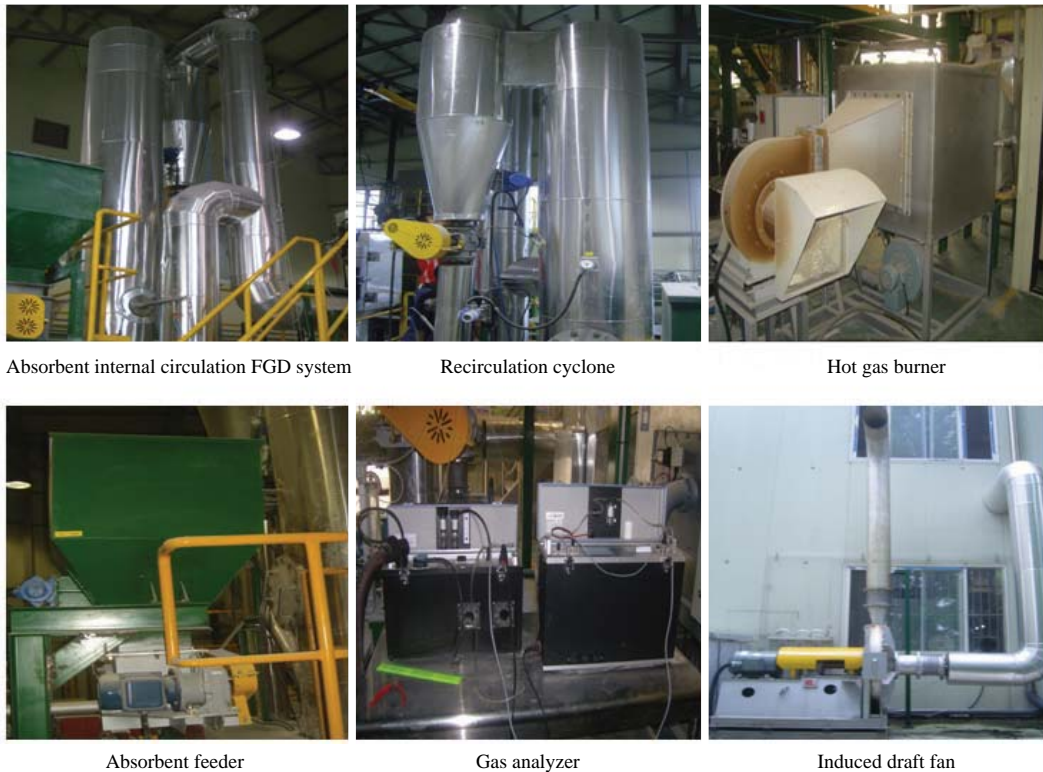 Absorbent internal circulation FGD system
Recirculation cyclone
Hot gas burner
Absorbent feeder
Gas analyzer
Induced draft fan